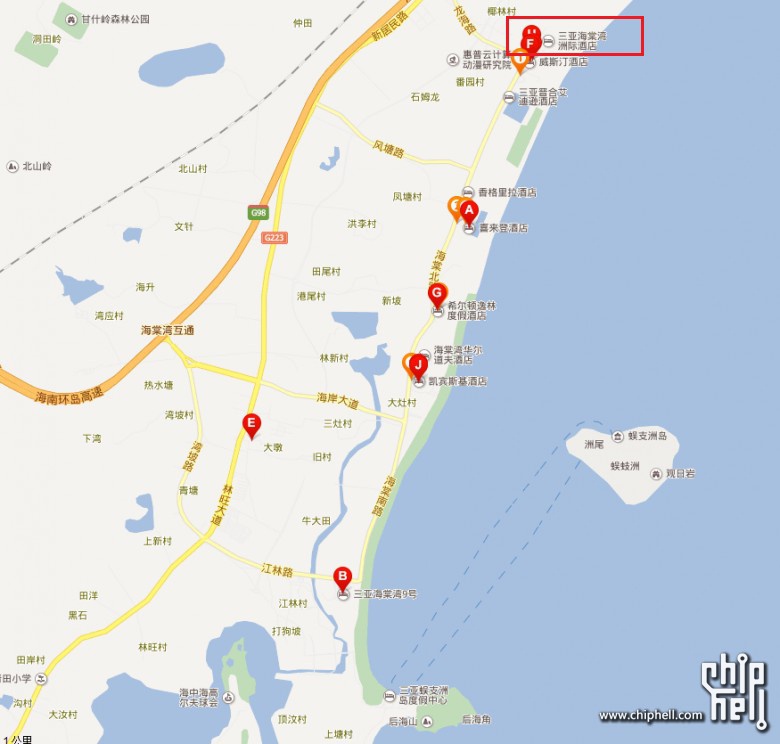 甘什岭森林公园
洞田村
仲田
新居民路
龙海路
椰林村
H
F
三亚海棠湾
洲际酒店
惠普云计算
动漫研究院
威斯汀酒店
番园村
三亚晋合艾
迪逊酒店
石姆龙
北山岭
北山村
风塘路
凤塘村
香格里拉酒店
A
喜来登酒店
G98
G223
文针
洪李村
海棠北路
田尾村
海升
港尾村
新坡
G
希尔顿逸林
度假酒店
湾应村
海棠湾互通
林新村
海棠湾华尔
道夫酒店
J
凯宾斯基酒店
热水塘
海南环岛高速
海岸大道
大灶村
湾坡村
三灶村
E
下湾
湾坡路
大墩
旧村
洲尾
蜈支洲岛
蜈蚑洲
观日岩
青塘
林旺大道
海棠南路
牛大田
上新村
江林路
B
三亚海棠湾9号
田洋
黑石
江林村
打狗坡
林旺村
田岸村
田小学
沟村
大汝村
海中海高
尔夫球会
三亚蜈支洲
岛度假中心
顶汶村
后海山
后海角
上塘村
1公里
chip
hell
www.chiphell.com